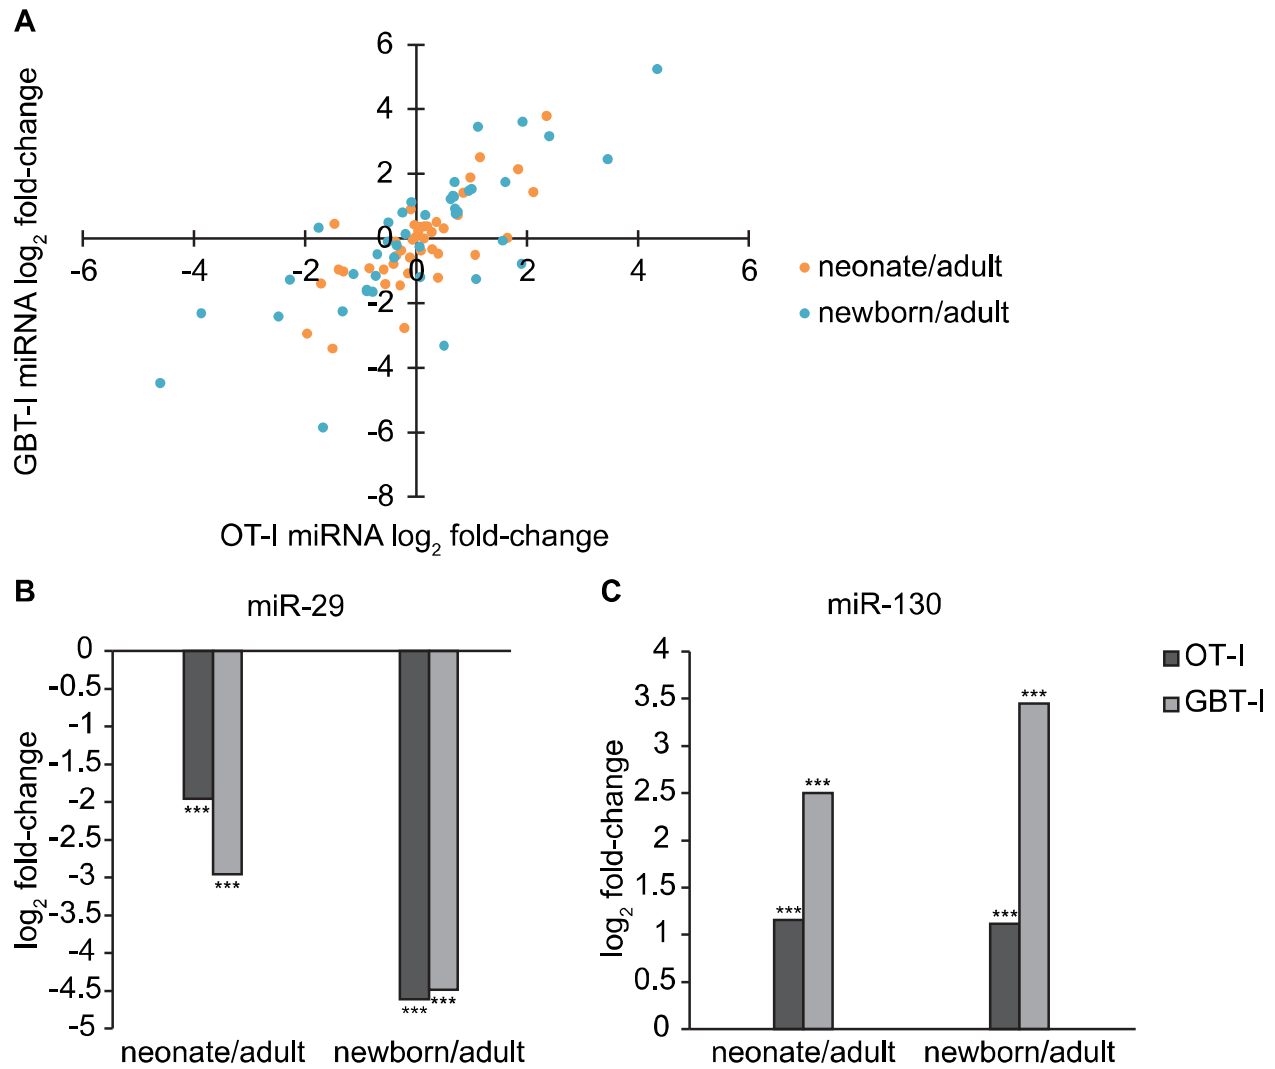 A
GBT-I miRNA log2 fold-change
6
4
2
0
-2
-4
-6
-8
-6 -4 -2 0 2 4 6
OT-I miRNA log2 fold-change
neonate/adult
newborn/adult
B
miR-29
log2 fold-change
0
-0.5
-1
-1.5
-2
-2.5
-3
-3.5
-4
-4.5
-5
***
***
***
***
neonate/adult newborn/adult
C
miR-130
log2 fold-change
4
3.5
3
2.5
2
1.5
1
0.5
0
***
***
***
***
neonate/adult newborn/adult
OT-I
GBT-I